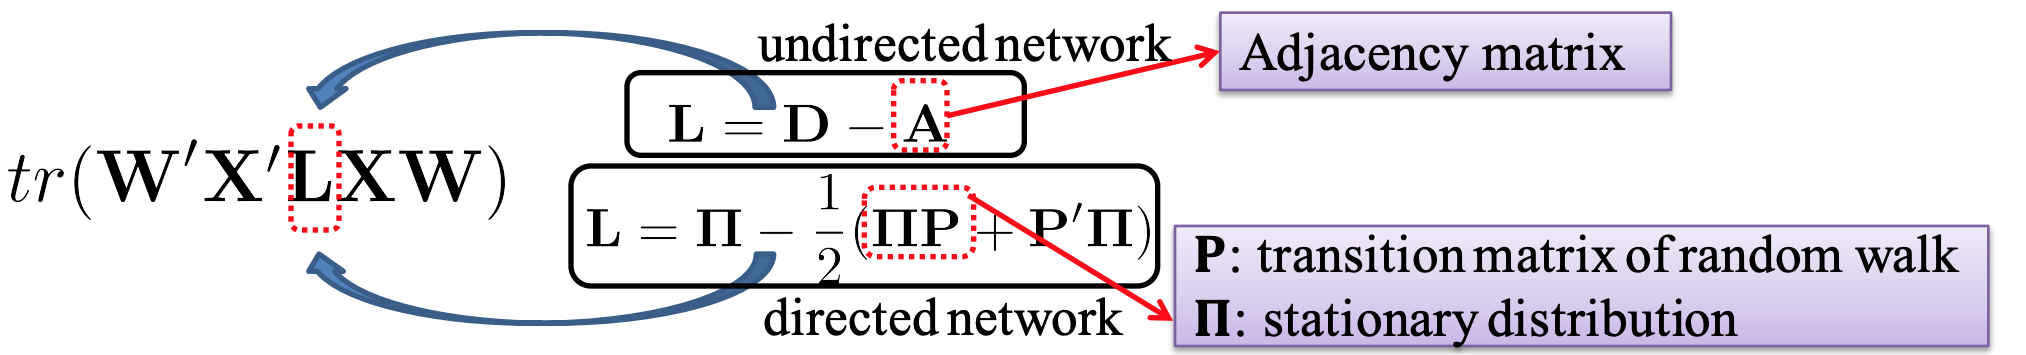 undirected network
Adjacency matrix
L = D − A
tr(W′X′LXW)
L = Π − 1/2(ΠP + P′Π)
P: transition matrix of random walk
Π: stationary distribution
directed network